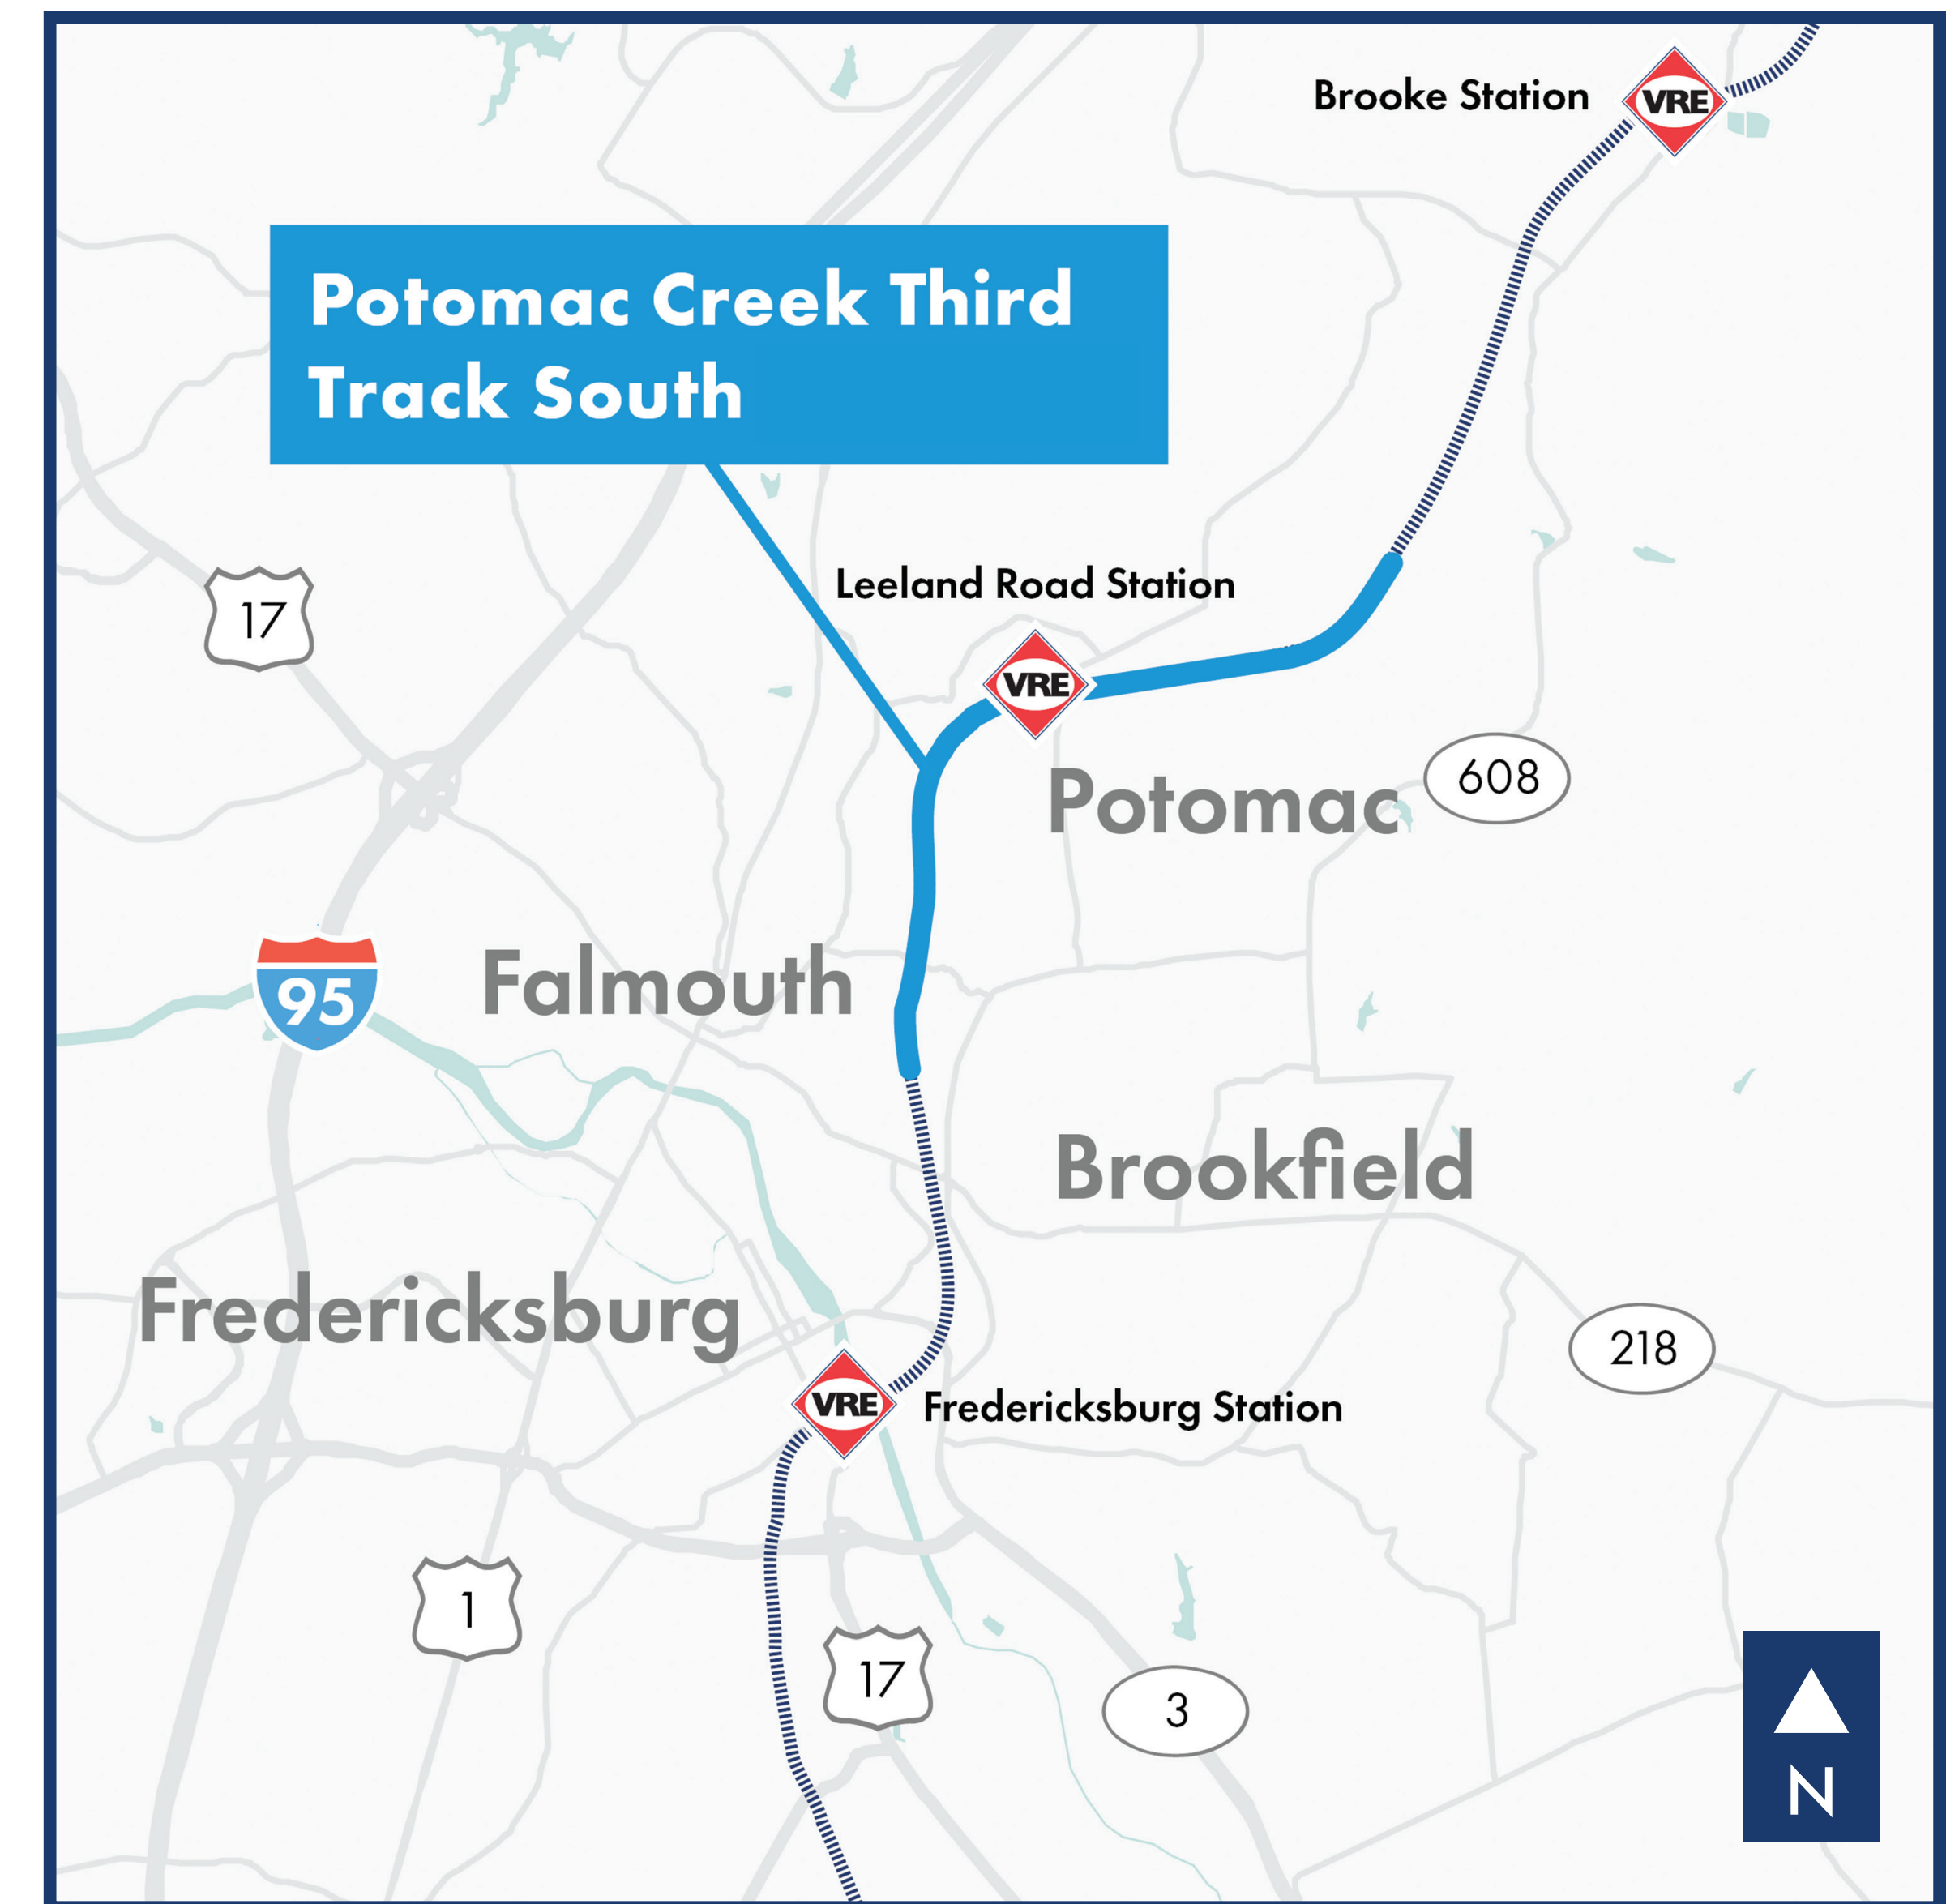 Brooke Station
VRE
Potomac Creek Third
Track South
Leeland Road Station
17
VRE
608
Potomac
95
Falmouth
Brookfield
Fredericksburg
218
VRE
Fredericksburg Station
1
17
3
N